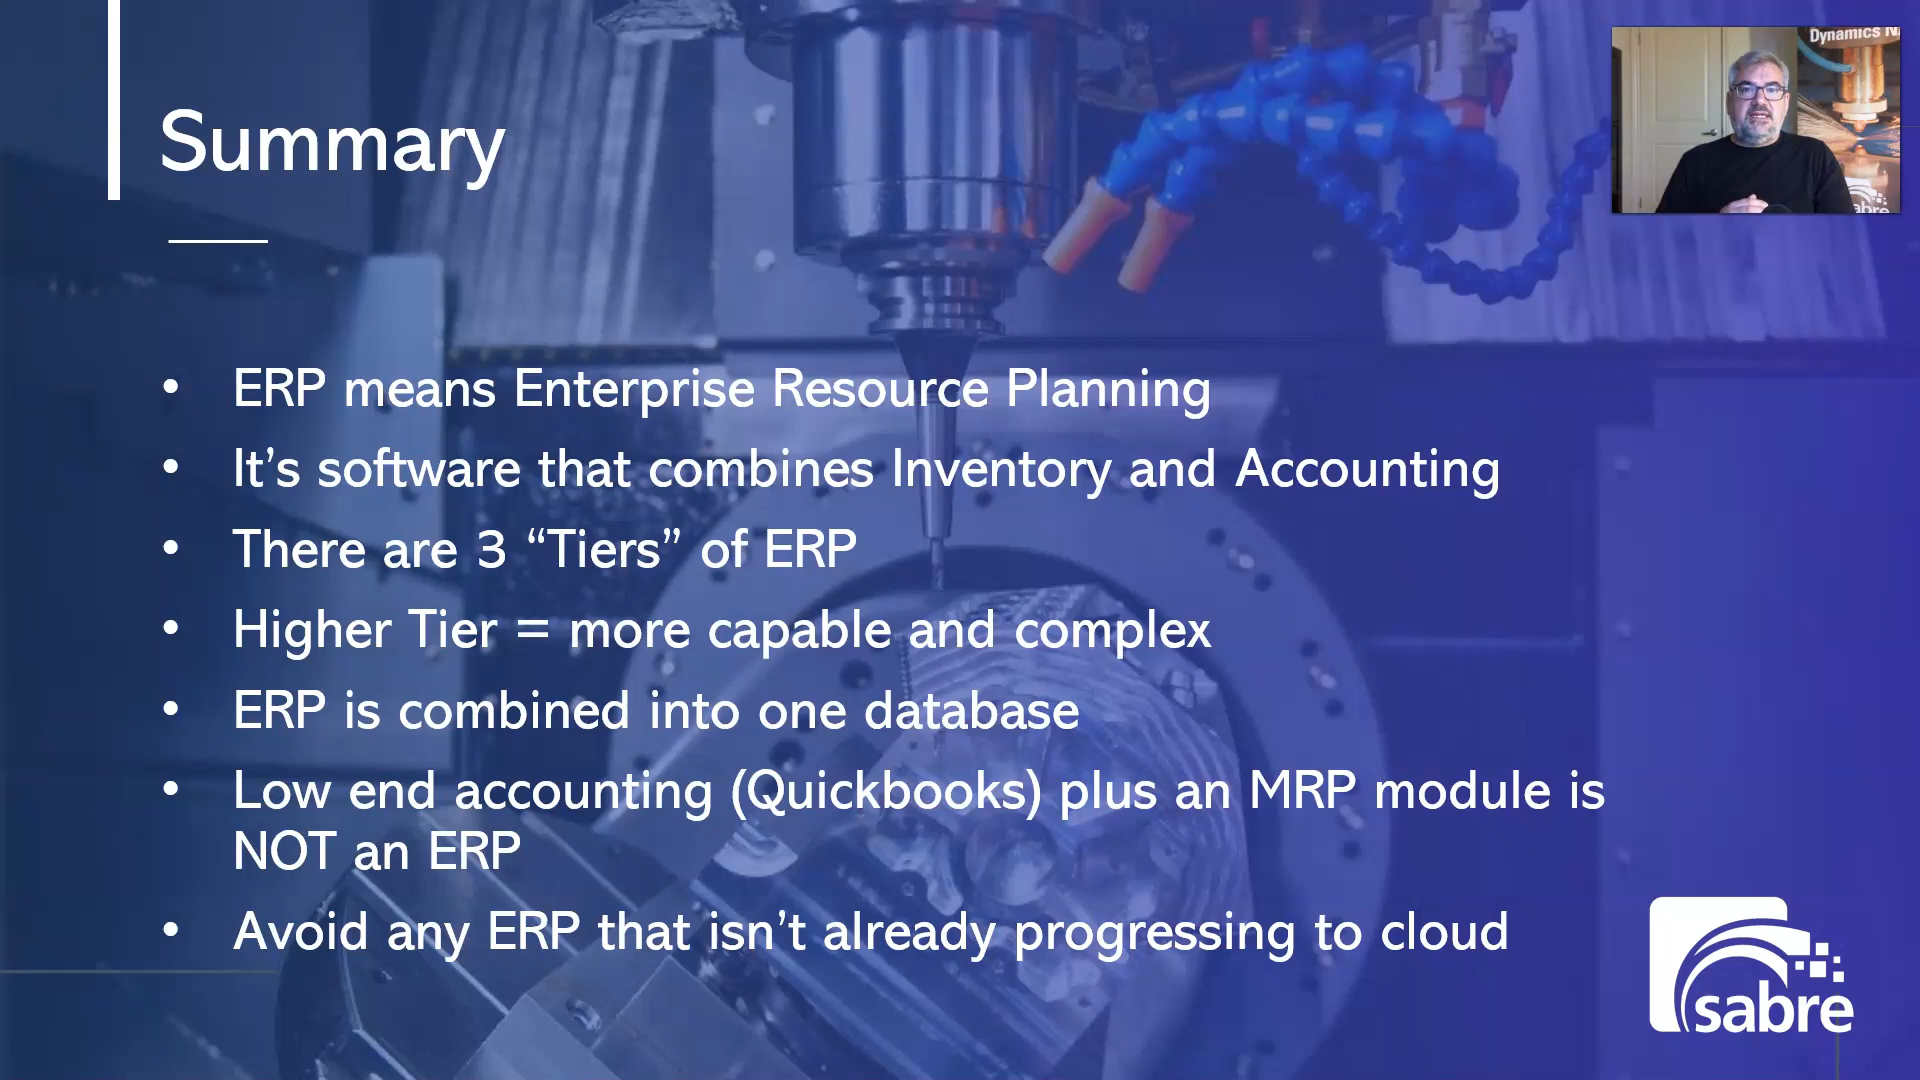 Dynamics
Summary
• ERP means Enterprise Resource Planning
• It’s software that combines Inventory and Accounting
• There are 3 “Tiers” of ERP
• Higher Tier = more capable and complex
• ERP is combined into one database
• Low end accounting (Quickbooks) plus an MRP module is
NOT an ERP
• Avoid any ERP that isn’t already progressing to cloud
sabre